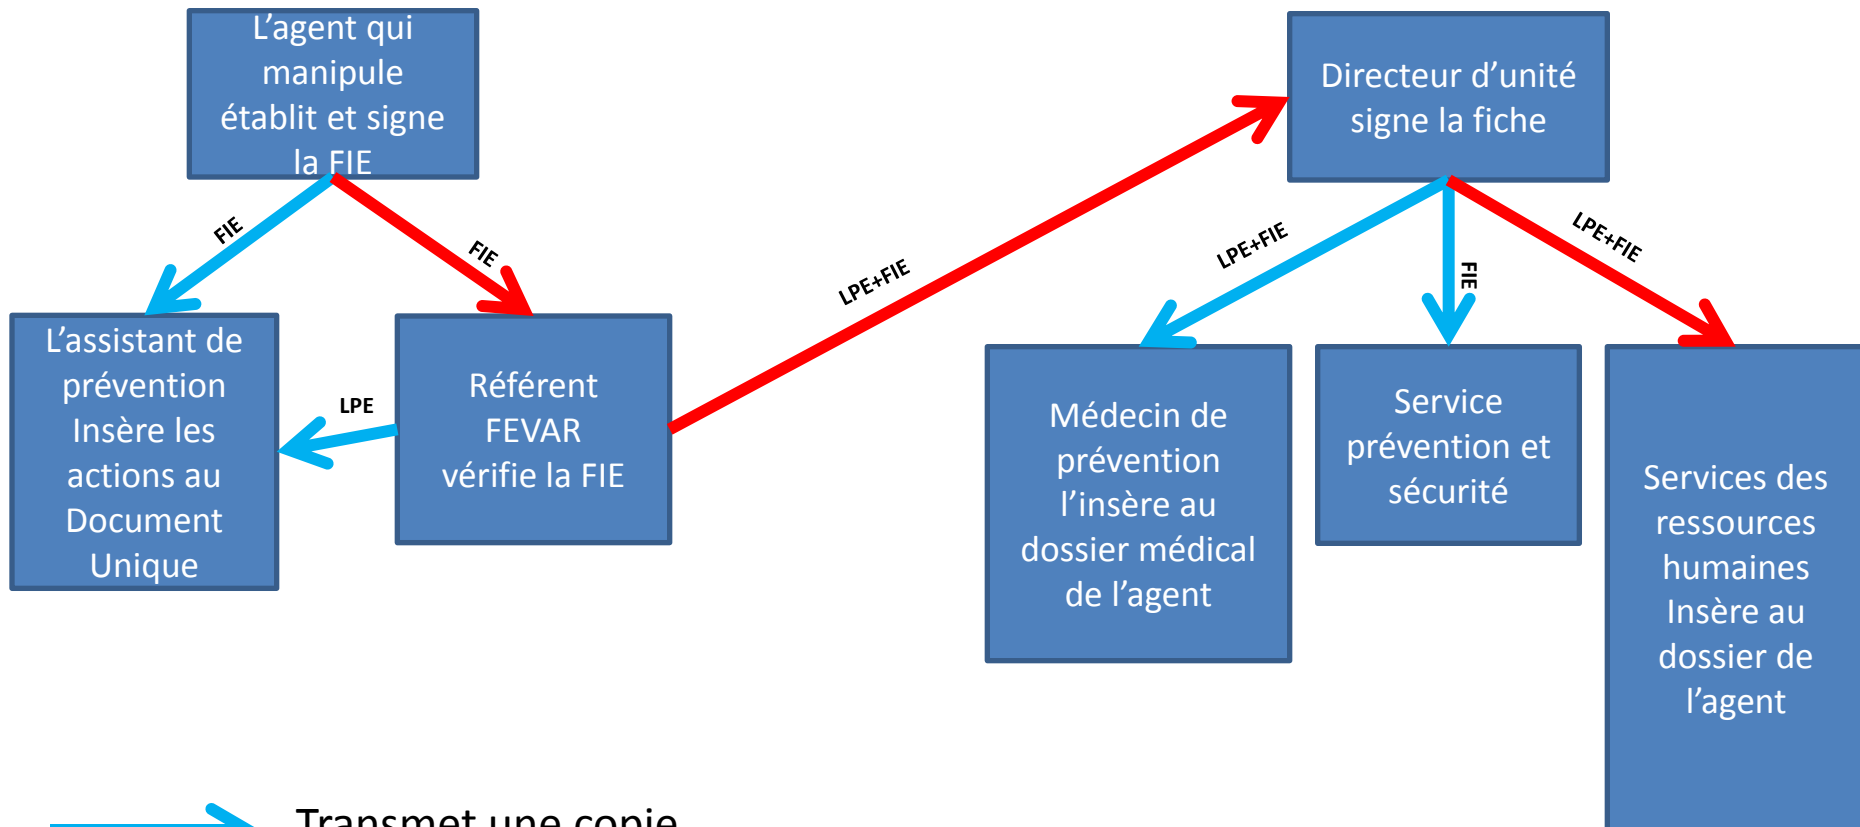 L'agent qui
manipule
établit et signe
la FIE
FIE
FIE
L'assistant de
prévention
Insère les
actions au
Document
Unique
LPE
Référent
FEVAR
vérifie la FIE
LPE+FIE
Directeur d'unité
signe la fiche
LPE+FIE
FIE
LPE+FIE
Médecin de
prévention
l'insère au
dossier médical
de l'agent
Service
prévention et
sécurité
Services des
ressources
humaines
Insère au
dossier de
l'agent
Transmet une copie